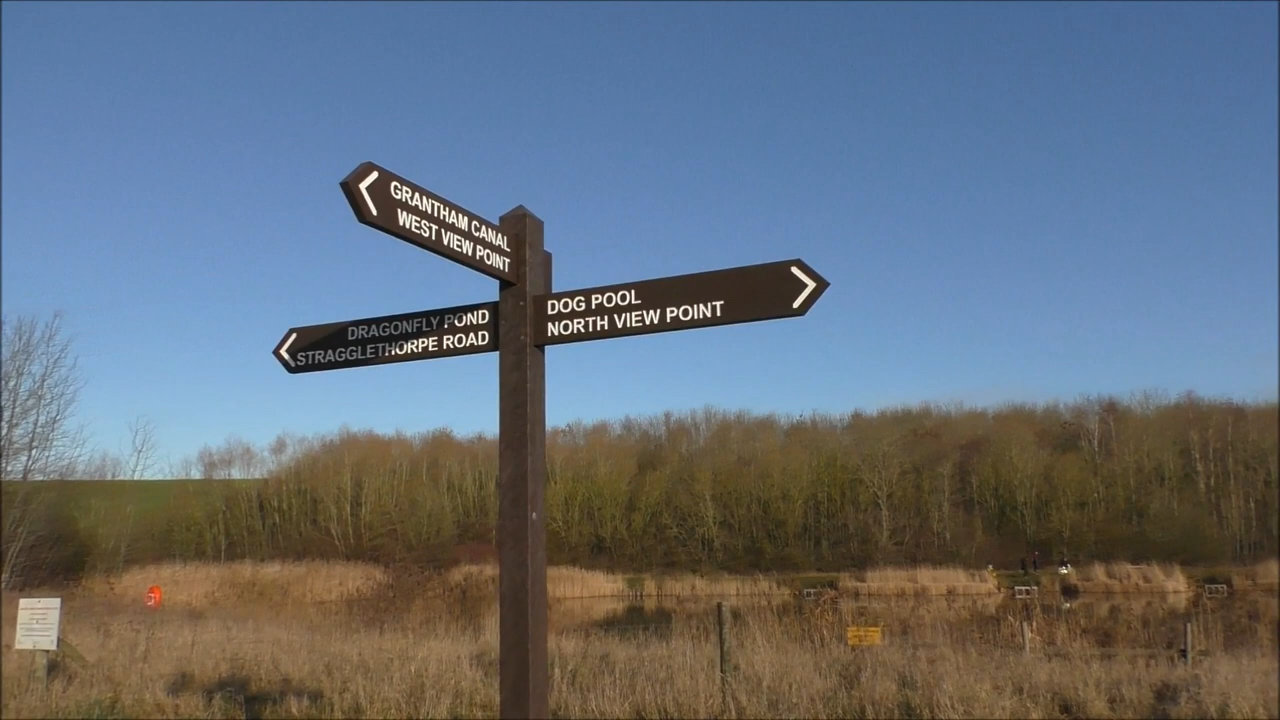 GRANTHAM CANAL
WEST VIEW POINT
DRAGONFLY POND
STRAGGLETHORPE ROAD
DOG POOL
NORTH VIEW POINT